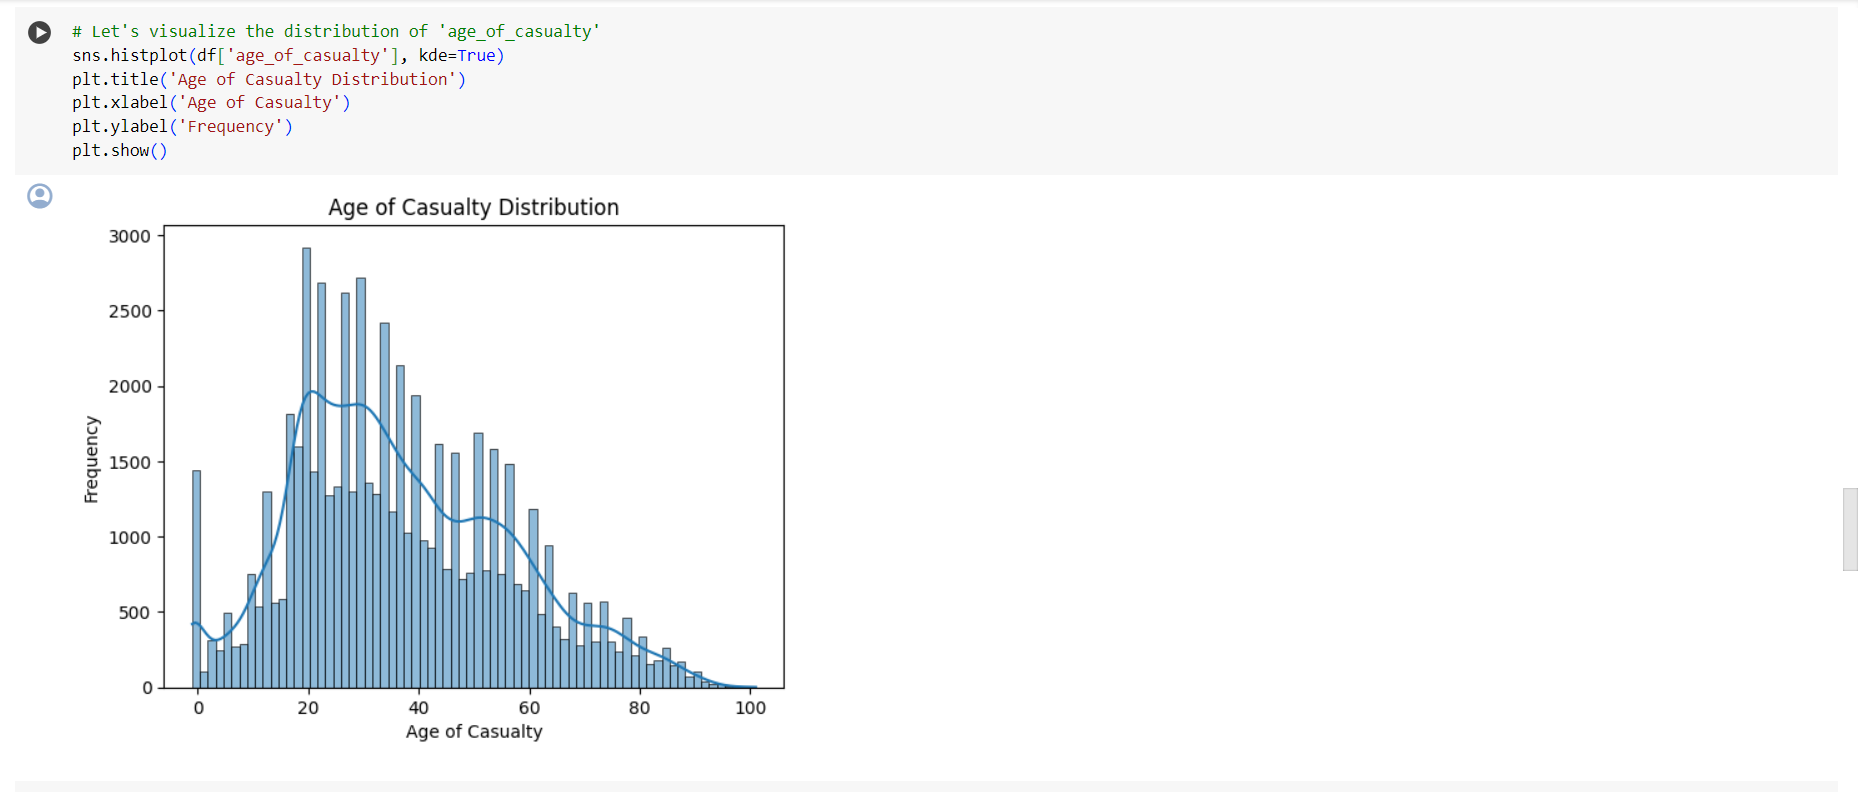 # Let's visualize the distribution of 'age_of_casualty'
sns.histplot(df['age_of_casualty'], kde=True)
plt.title('Age of Casualty Distribution')
plt.xlabel('Age of Casualty')
plt.ylabel('Frequency')
plt.show()
Age of Casualty Distribution
3000
2500
2000
1500
1000
500
0
Frequency
0 20 40 60 80 100
Age of Casualty